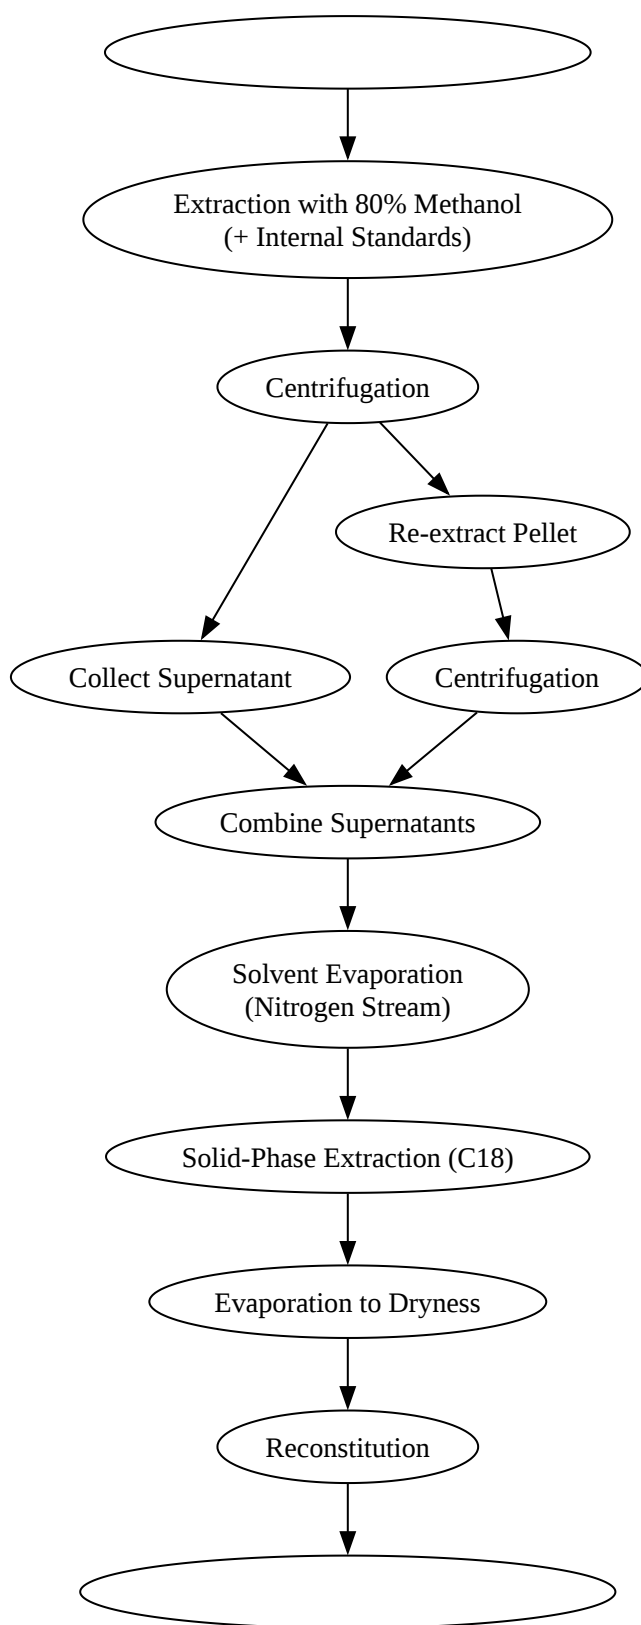 Extraction with 80% Methanol
(+ Internal Standards)
Centrifugation
Re-extract Pellet
Collect Supernatant
Centrifugation
Combine Supernatants
Solvent Evaporation
(Nitrogen Stream)
Solid-Phase Extraction (C18)
Evaporation to Dryness
Reconstitution